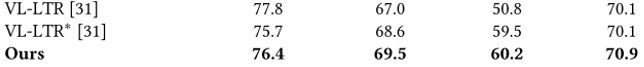 VL-LTR [31] 77.8 67.0 50.8 70.1
VL-LTR* [31] 75.7 68.6 59.5 70.1
Ours 76.4 69.5 60.2 70.9